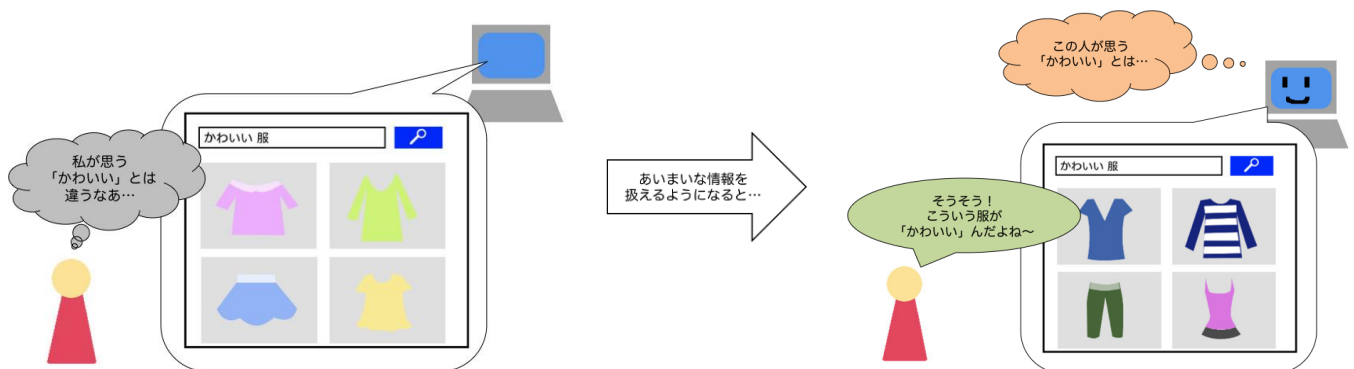 かわいい 服
私が思う
「かわいい」とは
違うなあ…
あいまいな情報を
扱えるようになると…
この人が思う
「かわいい」とは…
かわいい 服
そうそう！
こういう服が
「かわいい」んだよね～